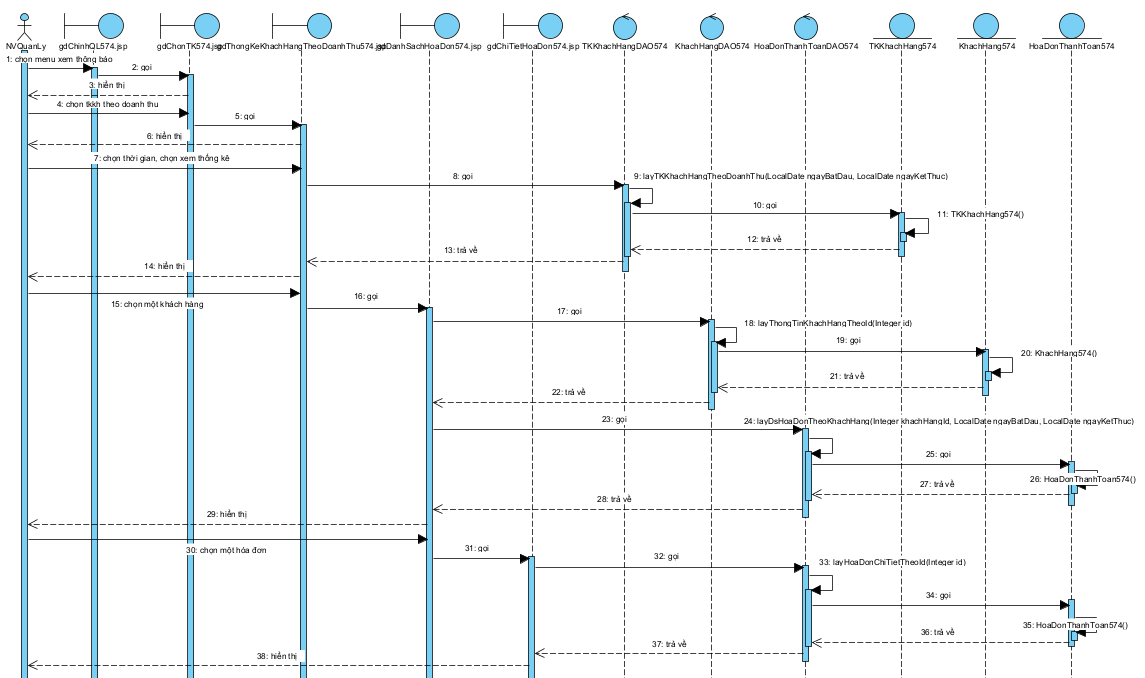 NVQuanLy
gdChinhQL574.jsp
gdChonTK574.jsp
gdThongKeKhachHangTheoDoanhThu574.jsp
gdDanhSachHoaDon574.jsp
gdChiTietHoaDon574.jsp
TKKhachHangDAO574
KhachHangDAO574
HoaDonThanhToanDAO574
TKKhachHang574
KhachHang574
HoaDonThanhToan574
1: chọn menu xem thông báo
2: gọi
3: hiển thị
4: chọn tkkh theo doanh thu
5: gọi
6: hiển thị
7: chọn thời gian, chọn xem thống kê
8: gọi
9: layTKKhachHangTheoDoanhThu(LocalDate ngayBatDau, LocalDate ngayKetThuc)
10: gọi
11: TKKhachHang574()
12: trả về
13: trả về
14: hiển thị
15: chọn một khách hàng
16: gọi
17: gọi
18: layThongTinKhachHangTheoId(Integer id)
19: gọi
20: KhachHang574()
21: trả về
22: trả về
23: gọi
24: layDsHoaDonTheoKhachHang(Integer khachHangId, LocalDate ngayBatDau, LocalDate ngayKetThuc)
25: gọi
26: HoaDonThanhToan574()
27: trả về
28: trả về
29: hiển thị
30: chọn một hóa đơn
31: gọi
32: gọi
33: layHoaDonChiTietTheoId(Integer id)
34: gọi
35: HoaDonThanhToan574()
36: trả về
37: trả về
38: hiển thị